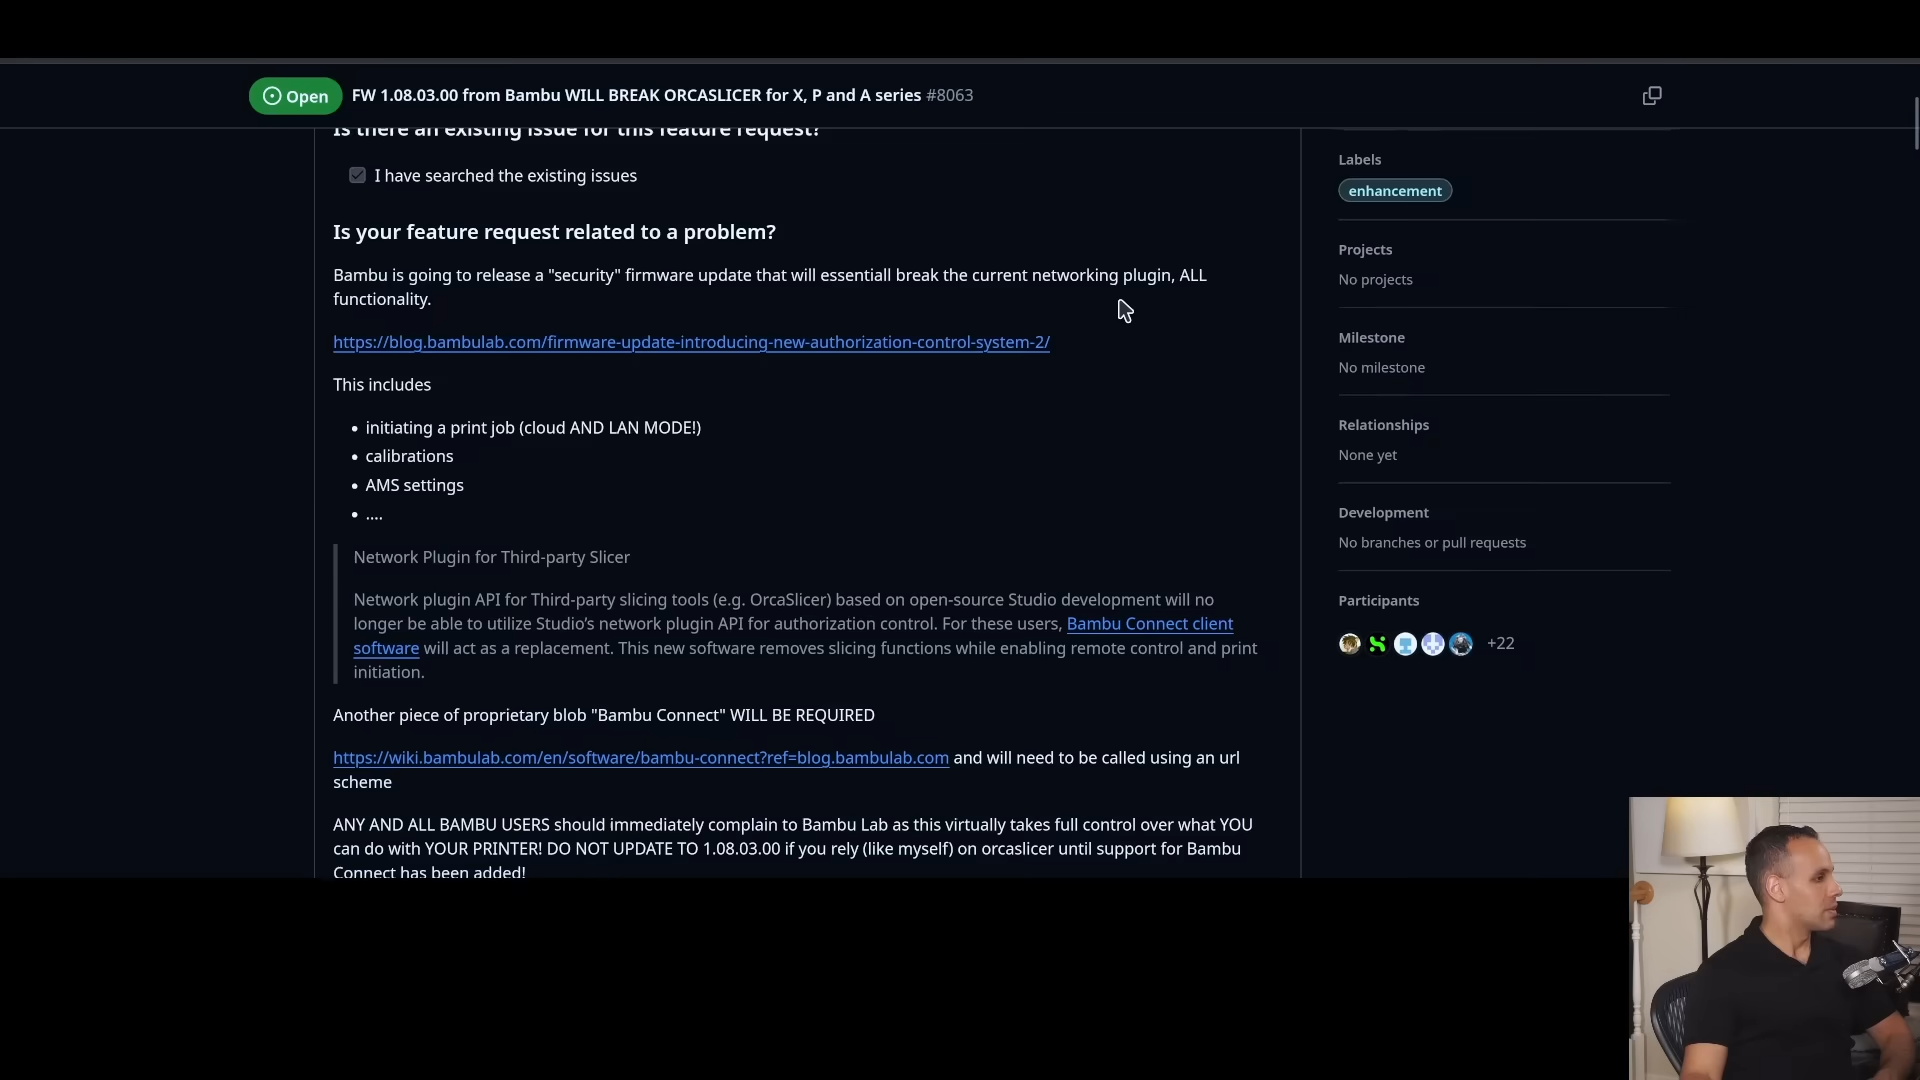 Open
FW 1.08.03.00 from Bambu WILL BREAK ORCASLICER for X, P and A series #8063
Is there an existing issue for this feature request?
I have searched the existing issues
Is your feature request related to a problem?
Bambu is going to release a "security" firmware update that will essentiall break the current networking plugin, ALL
functionality.
https://blog.bambulab.com/firmware-update-introducing-new-authorization-control-system-2/
This includes
• initiating a print job (cloud AND LAN MODE!)
• calibrations
• AMS settings
• ....
Network Plugin for Third-party Slicer
Network plugin API for Third-party slicing tools (e.g. OrcaSlicer) based on open-source Studio development will no
longer be able to utilize Studio’s network plugin API for authorization control. For these users, Bambu Connect client
software will act as a replacement. This new software removes slicing functions while enabling remote control and print
initiation.
Another piece of proprietary blob "Bambu Connect" WILL BE REQUIRED
https://wiki.bambulab.com/en/software/bambu-connect?ref=blog.bambulab.com and will need to be called using an url
scheme
ANY AND ALL BAMBU USERS should immediately complain to Bambu Lab as this virtually takes full control over what YOU
can do with YOUR PRINTER! DO NOT UPDATE TO 1.08.03.00 if you rely (like myself) on orcaslicer until support for Bambu
Connect has been added!
Labels
enhancement
Projects
No projects
Milestone
No milestone
Relationships
None yet
Development
No branches or pull requests
Participants
+22